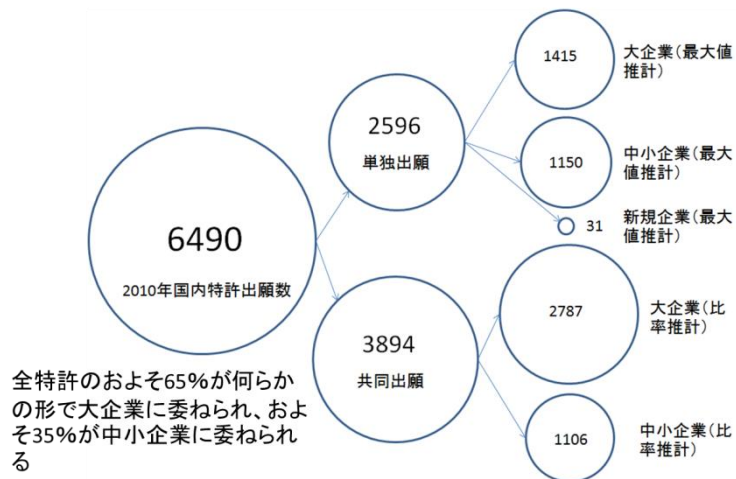 1415
大企業(最大値
推計)
2596
単独出願
1150
中小企業(最大
値推計)
31
新規企業(最大
値推計)
6490
2010年国内特許出願数
3894
共同出願
2787
大企業(比
率推計)
1106
中小企業(比
率推計)
全特許のおよそ65%が何らか
の形で大企業に委ねられ、およ
そ35%が中小企業に委ねられ
る